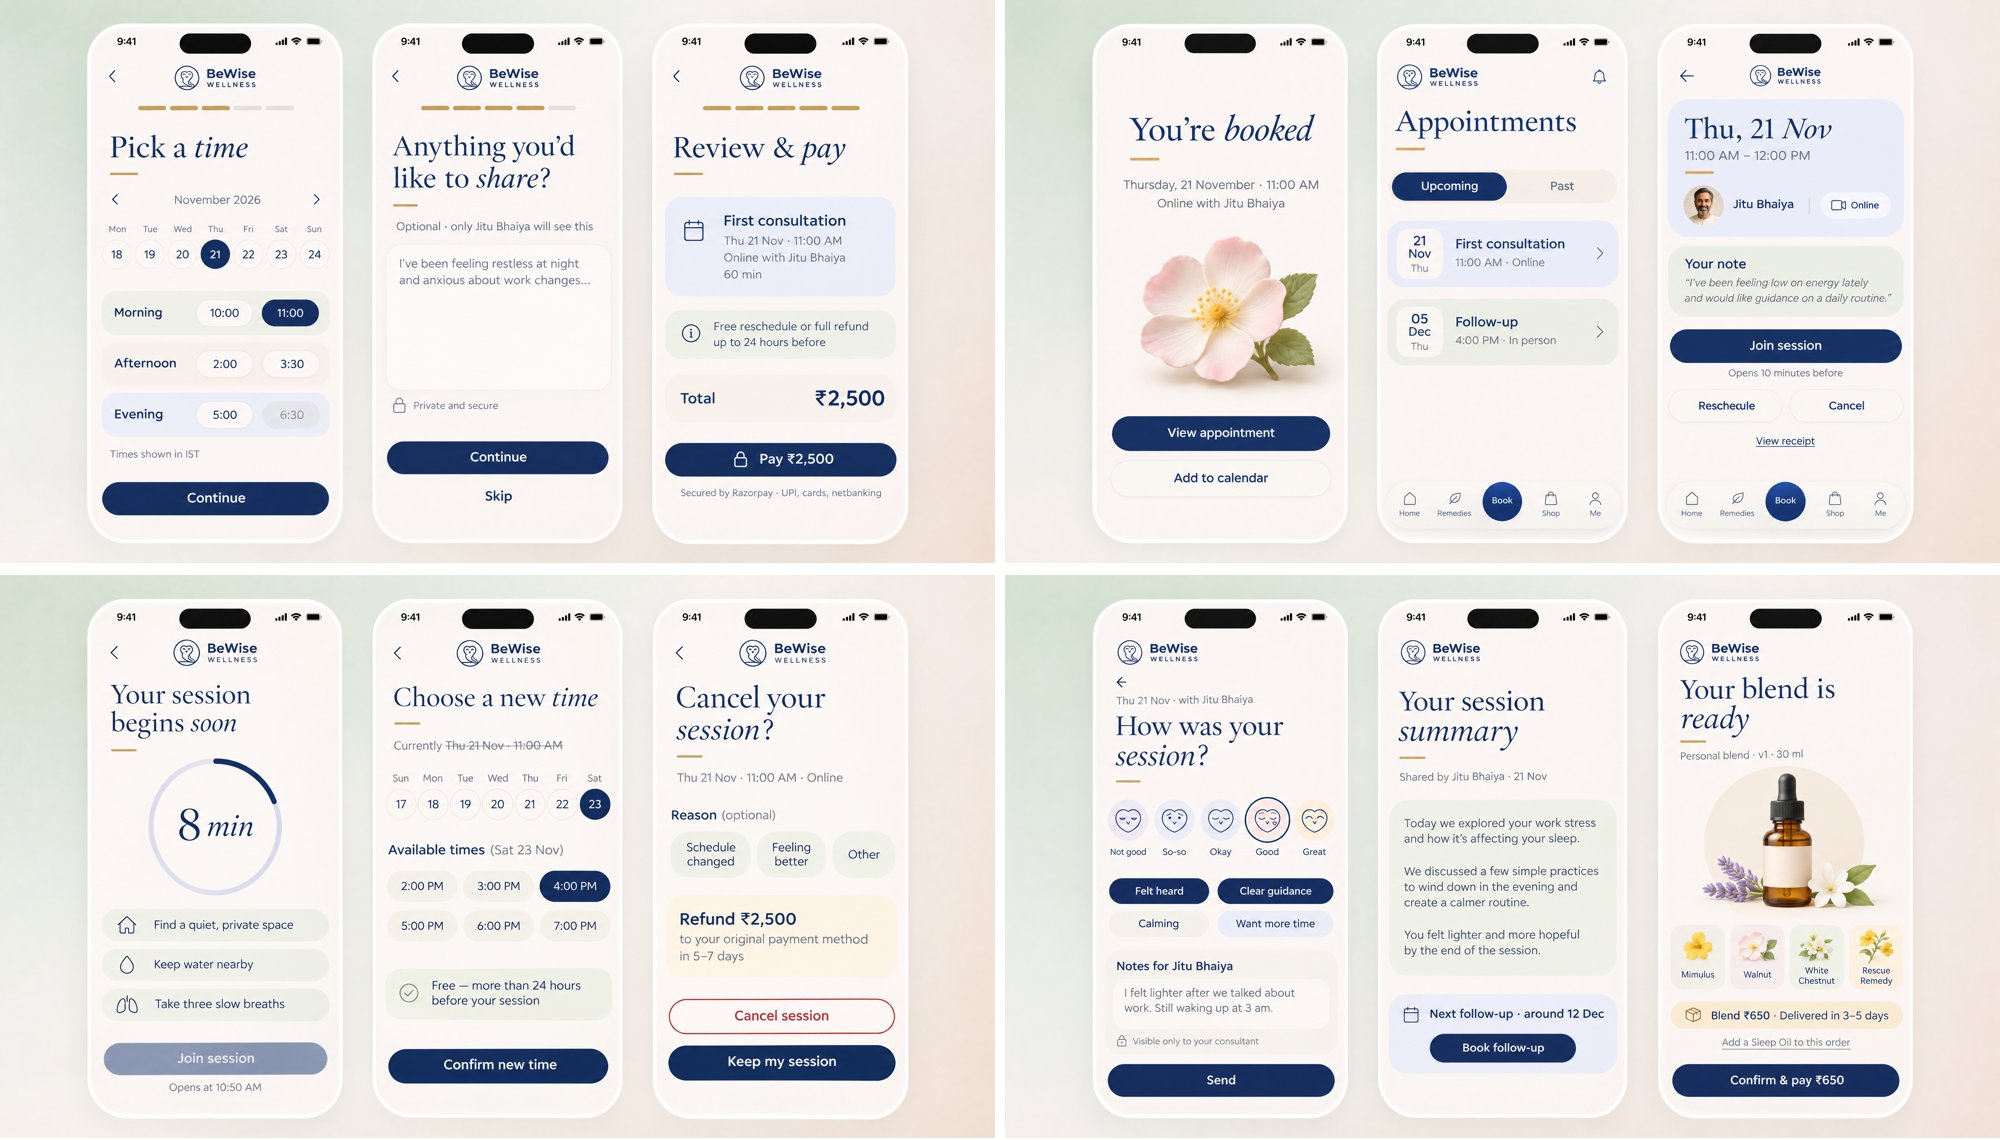 9:41
BeWise
WELLNESS
Pick a time
November 2026
Mon Tue Wed Thu Fri Sat Sun
18 19 20 21 22 23 24
Morning 10:00 11:00
Afternoon 2:00 3:30
Evening 5:00 6:30
Times shown in IST
Continue
9:41
BeWise
WELLNESS
Anything you'd
like to share?
Optional · only Jitu Bhaiya will see this
I've been feeling restless at night
and anxious about work changes...
Private and secure
Continue
Skip
9:41
BeWise
WELLNESS
Review & pay
First consultation
Thu 21 Nov · 11:00 AM
Online with Jitu Bhaiya
60 min
Free reschedule or full refund
up to 24 hours before
Total ₹2,500
Pay ₹2,500
Secured by Razorpay · UPI, cards, netbanking
9:41
You're booked
Thursday, 21 November · 11:00 AM
Online with Jitu Bhaiya
View appointment
Add to calendar
9:41
BeWise
WELLNESS
Appointments
Upcoming Past
21
Nov
Thu
First consultation
11:00 AM · Online
05
Dec
Thu
Follow-up
4:00 PM · In person
Home Remedies Book Shop Me
9:41
BeWise
WELLNESS
Thu, 21 Nov
11:00 AM – 12:00 PM
Jitu Bhaiya Online
Your note
“I've been feeling low on energy lately
and would like guidance on a daily routine.”
Join session
Opens 10 minutes before
Reschecule Cancel
View receipt
Home Remedies Book Shop Me
9:41
BeWise
WELLNESS
Your session
begins soon
8 min
Find a quiet, private space
Keep water nearby
Take three slow breaths
Join session
Opens at 10:50 AM
9:41
BeWise
WELLNESS
Choose a new time
Currently Thu 21 Nov · 11:00 AM
Sun Mon Tue Wed Thu Fri Sat
17 18 19 20 21 22 23
Available times (Sat 23 Nov)
2:00 PM 3:00 PM 4:00 PM
5:00 PM 6:00 PM 7:00 PM
Free — more than 24 hours
before your session
Confirm new time
9:41
BeWise
WELLNESS
Cancel your
session?
Thu 21 Nov · 11:00 AM · Online
Reason (optional)
Schedule
changed
Feeling
better
Other
Refund ₹2,500
to your original payment method
in 5–7 days
Cancel session
Keep my session
9:41
BeWise
WELLNESS
Thu 21 Nov · with Jitu Bhaiya
How was your
session?
Not good So-so Okay Good Great
Felt heard Clear guidance
Calming Want more time
Notes for Jitu Bhaiya
I felt lighter after we talked about
work. Still waking up at 3 am.
Visible only to your consultant
Send
9:41
BeWise
WELLNESS
Your session
summary
Shared by Jitu Bhaiya · 21 Nov
Today we explored your work stress
and how it's affecting your sleep.
We discussed a few simple practices
to wind down in the evening and
create a calmer routine.
You felt lighter and more hopeful
by the end of the session.
Next follow-up · around 12 Dec
Book follow-up
9:41
BeWise
WELLNESS
Your blend is
ready
Personal blend · v1 · 30 ml
Mimulus
Walnut
White
Chestnut
Rescue
Remedy
Blend ₹650 · Delivered in 3–5 days
Add a Sleep Oil to this order
Confirm & pay ₹650